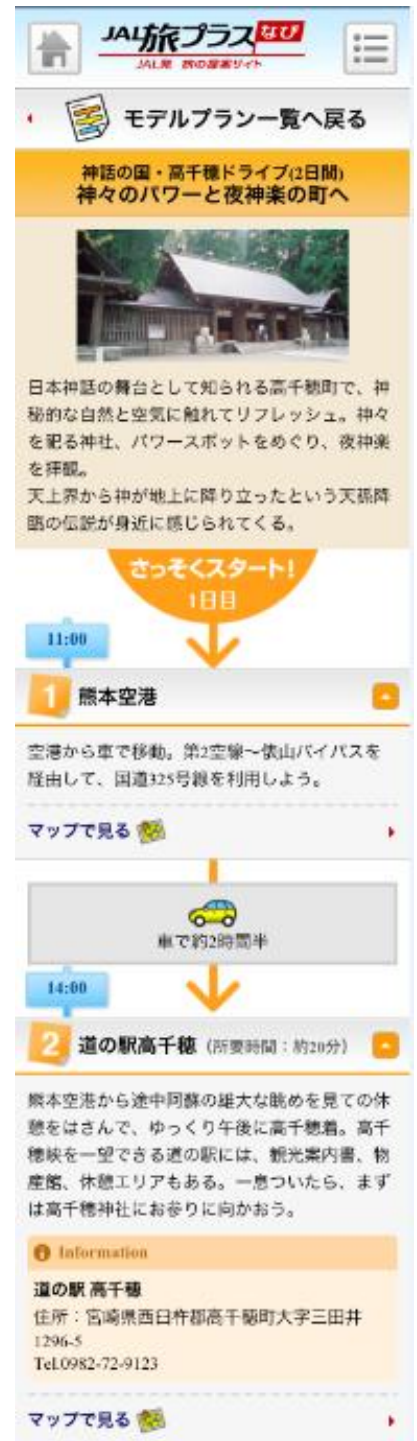 JAL旅プラスなび
JAL発 旅の提案サイト
モデルプラン一覧へ戻る
神話の国・高千穂ドライブ(2日間)
神々のパワーと夜神楽の町へ
日本神話の舞台として知られる高千穂町で、神
秘的な自然と空気に触れてリフレッシュ。神々
を祀る神社、パワースポットをめぐり、夜神楽
を拝観。
天上界から神が地上に降り立ったという天孫降
臨の伝説が身近に感じられてくる。
さっそくスタート!
1日目
11:00
1 熊本空港
空港から車で移動。第2空線〜俵山バイパスを
経由して、国道325号線を利用しよう。
マップで見る
車で約2時間半
14:00
2 道の駅高千穂 (所要時間:約20分)
熊本空港から途中阿蘇の雄大な眺めを見ての休
憩をはさんで、ゆっくり午後に高千穂着。高千
穂峡を一望できる道の駅には、観光案内書、物
産館、休憩エリアもある。一息ついたら、まず
は高千穂神社にお参りに向かおう。
Information
道の駅 高千穂
住所:宮崎県西臼杵郡高千穂町大字三田井
1296-5
Tel.0982-72-9123
マップで見る